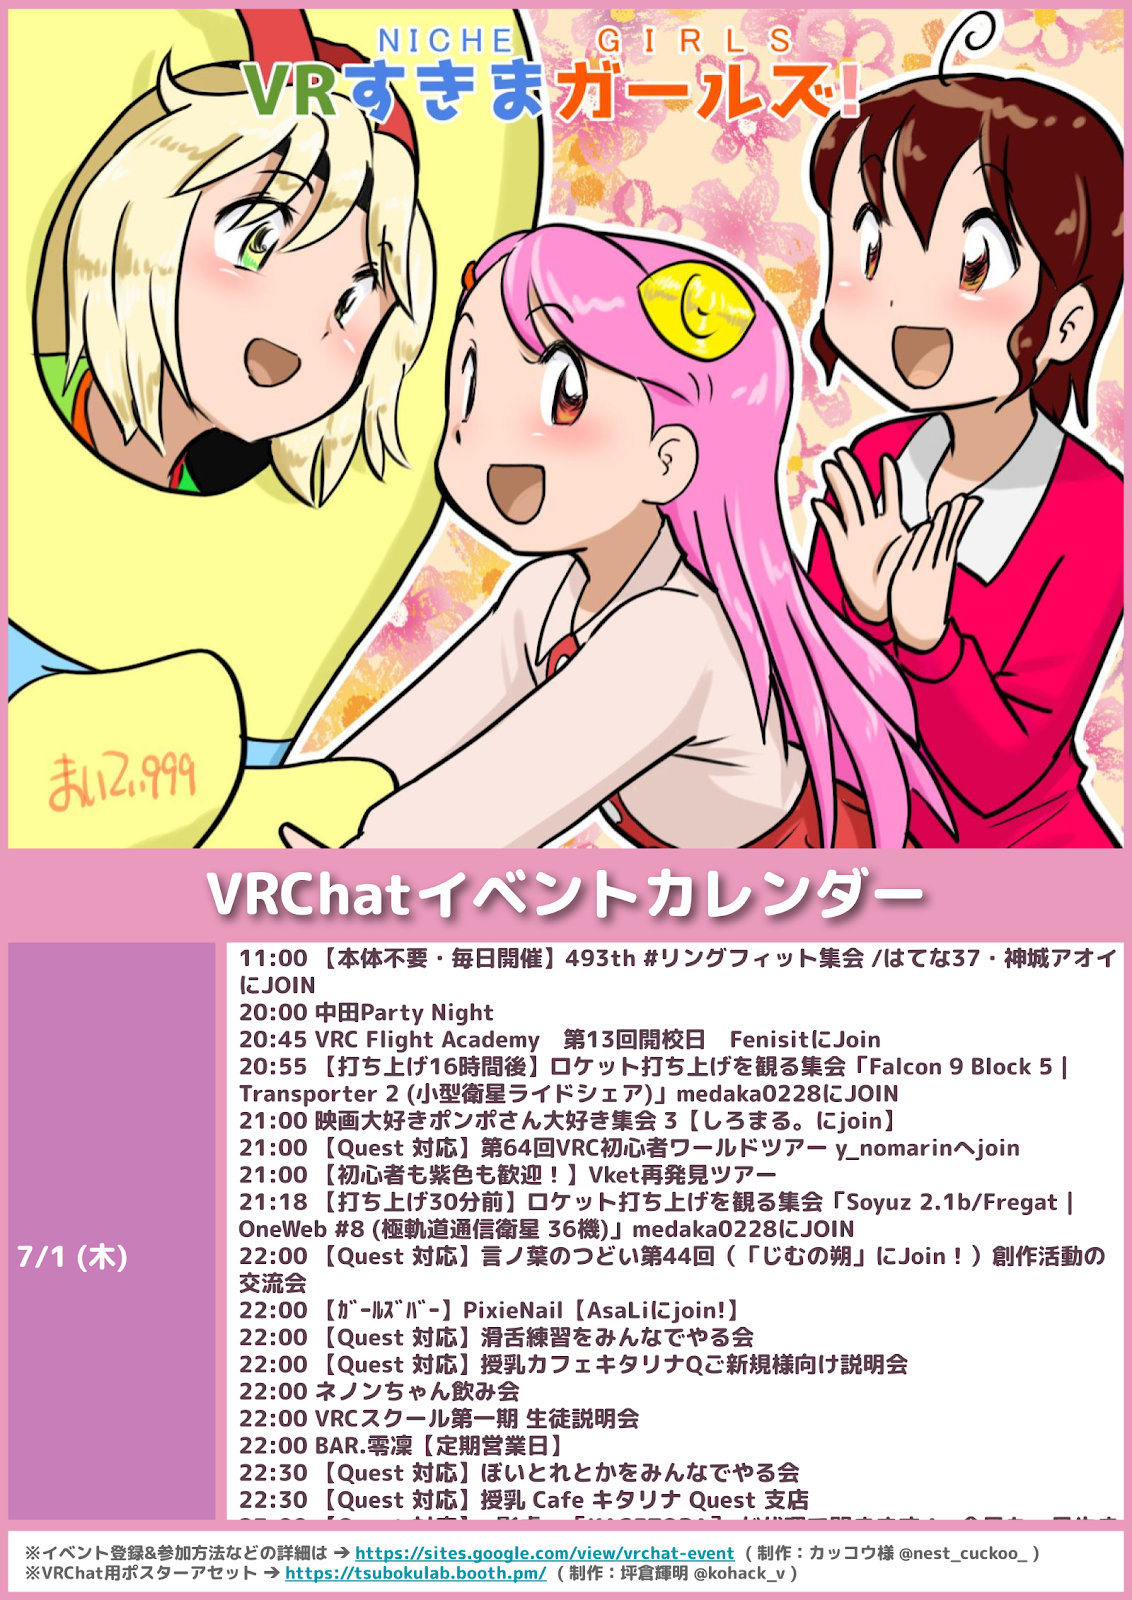 NICHE GIRLS
VRすきまガールズ!
まいてい999
VRChatイベントカレンダー
7/1 (木)
11:00 【本体不要・毎日開催】493th #リングフィット集会 /はてな37・神城アオイ
にJOIN
20:00 中田Party Night
20:45 VRC Flight Academy　第13回開校日　FenisitにJoin
20:55 【打ち上げ16時間後】ロケット打ち上げを観る集会「Falcon 9 Block 5 |
Transporter 2 (小型衛星ライドシェア)」medaka0228にJOIN
21:00 映画大好きポンポさん大好き集会 3【しろまる。にjoin】
21:00 【Quest 対応】第64回VRC初心者ワールドツアー y_nomarinへjoin
21:00 【初心者も紫色も歓迎！】Vket再発見ツアー
21:18 【打ち上げ30分前】ロケット打ち上げを観る集会「Soyuz 2.1b/Fregat |
OneWeb #8 (極軌道通信衛星 36機)」medaka0228にJOIN
22:00 【Quest 対応】言ノ葉のつどい第44回（「じむの朔」にJoin！）創作活動の
交流会
22:00 【ｶﾞｰﾙｽﾞﾊﾞｰ】PixieNail【AsaLiにjoin!】
22:00 【Quest 対応】滑舌練習をみんなでやる会
22:00 【Quest 対応】授乳カフェキタリナQご新規様向け説明会
22:00 ネノンちゃん飲み会
22:00 VRCスクール第一期 生徒説明会
22:00 BAR.零凜【定期営業日】
22:30 【Quest 対応】ぼいとれとかをみんなでやる会
22:30 【Quest 対応】授乳 Cafe キタリナ Quest 支店
※イベント登録&参加方法などの詳細は → https://sites.google.com/view/vrchat-event （制作：カッコウ様 @nest_cuckoo_ ）
※VRChat用ポスターアセット → https://tsubokulab.booth.pm/ （制作：坪倉輝明 @kohack_v ）